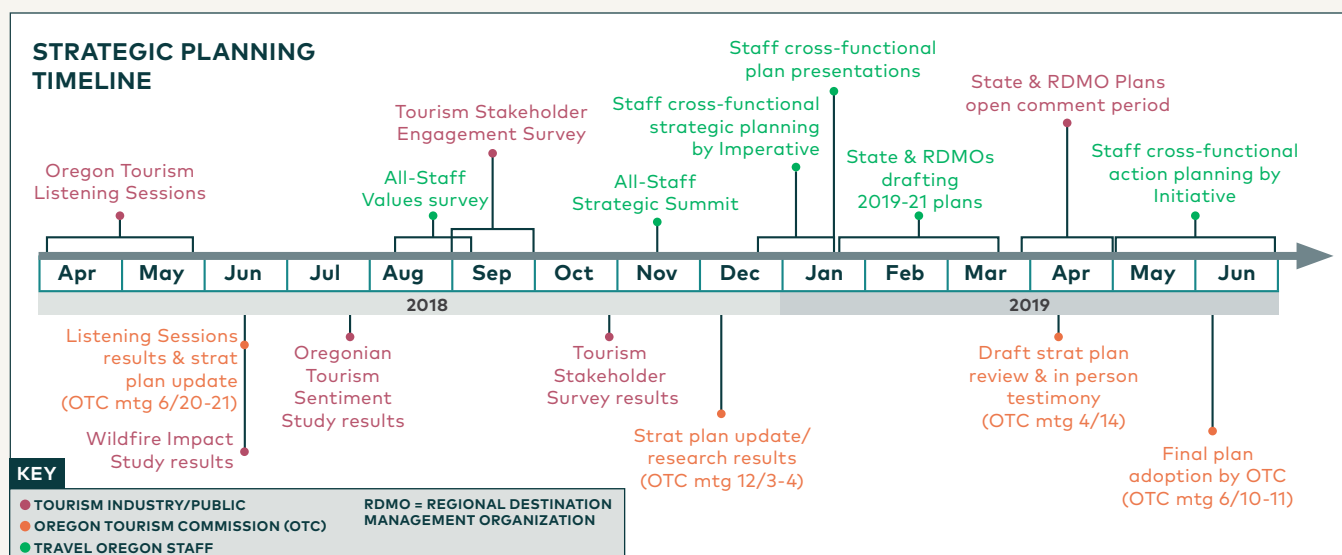 STRATEGIC PLANNING
TIMELINE
Oregon Tourism
Listening Sessions
All-Staff
Values survey
Tourism Stakeholder
Engagement Survey
All-Staff
Strategic Summit
Staff cross-functional
strategic planning
by Imperative
Staff cross-functional
plan presentations
State & RDMOs
drafting
2019-21 plans
State & RDMO Plans
open comment period
Staff cross-functional
action planning by
Initiative
Apr May Jun Jul Aug Sep Oct Nov Dec Jan Feb Mar Apr May Jun
2018 2019
Listening Sessions
results & strat
plan update
(OTC mtg 6/20-21)
Wildfire Impact
Study results
Oregonian
Tourism
Sentiment
Study results
Tourism
Stakeholder
Survey results
Strat plan update/
research results
(OTC mtg 12/3-4)
Draft strat plan
review & in person
testimony
(OTC mtg 4/14)
Final plan
adoption by OTC
(OTC mtg 6/10-11)
KEY
TOURISM INDUSTRY/PUBLIC
OREGON TOURISM COMMISSION (OTC)
TRAVEL OREGON STAFF
RDMO = REGIONAL DESTINATION
MANAGEMENT ORGANIZATION